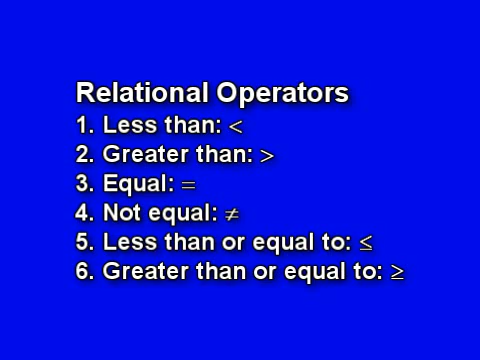 Relational Operators
1. Less than: <
2. Greater than: >
3. Equal: =
4. Not equal: ≠
5. Less than or equal to: ≤
6. Greater than or equal to: ≥